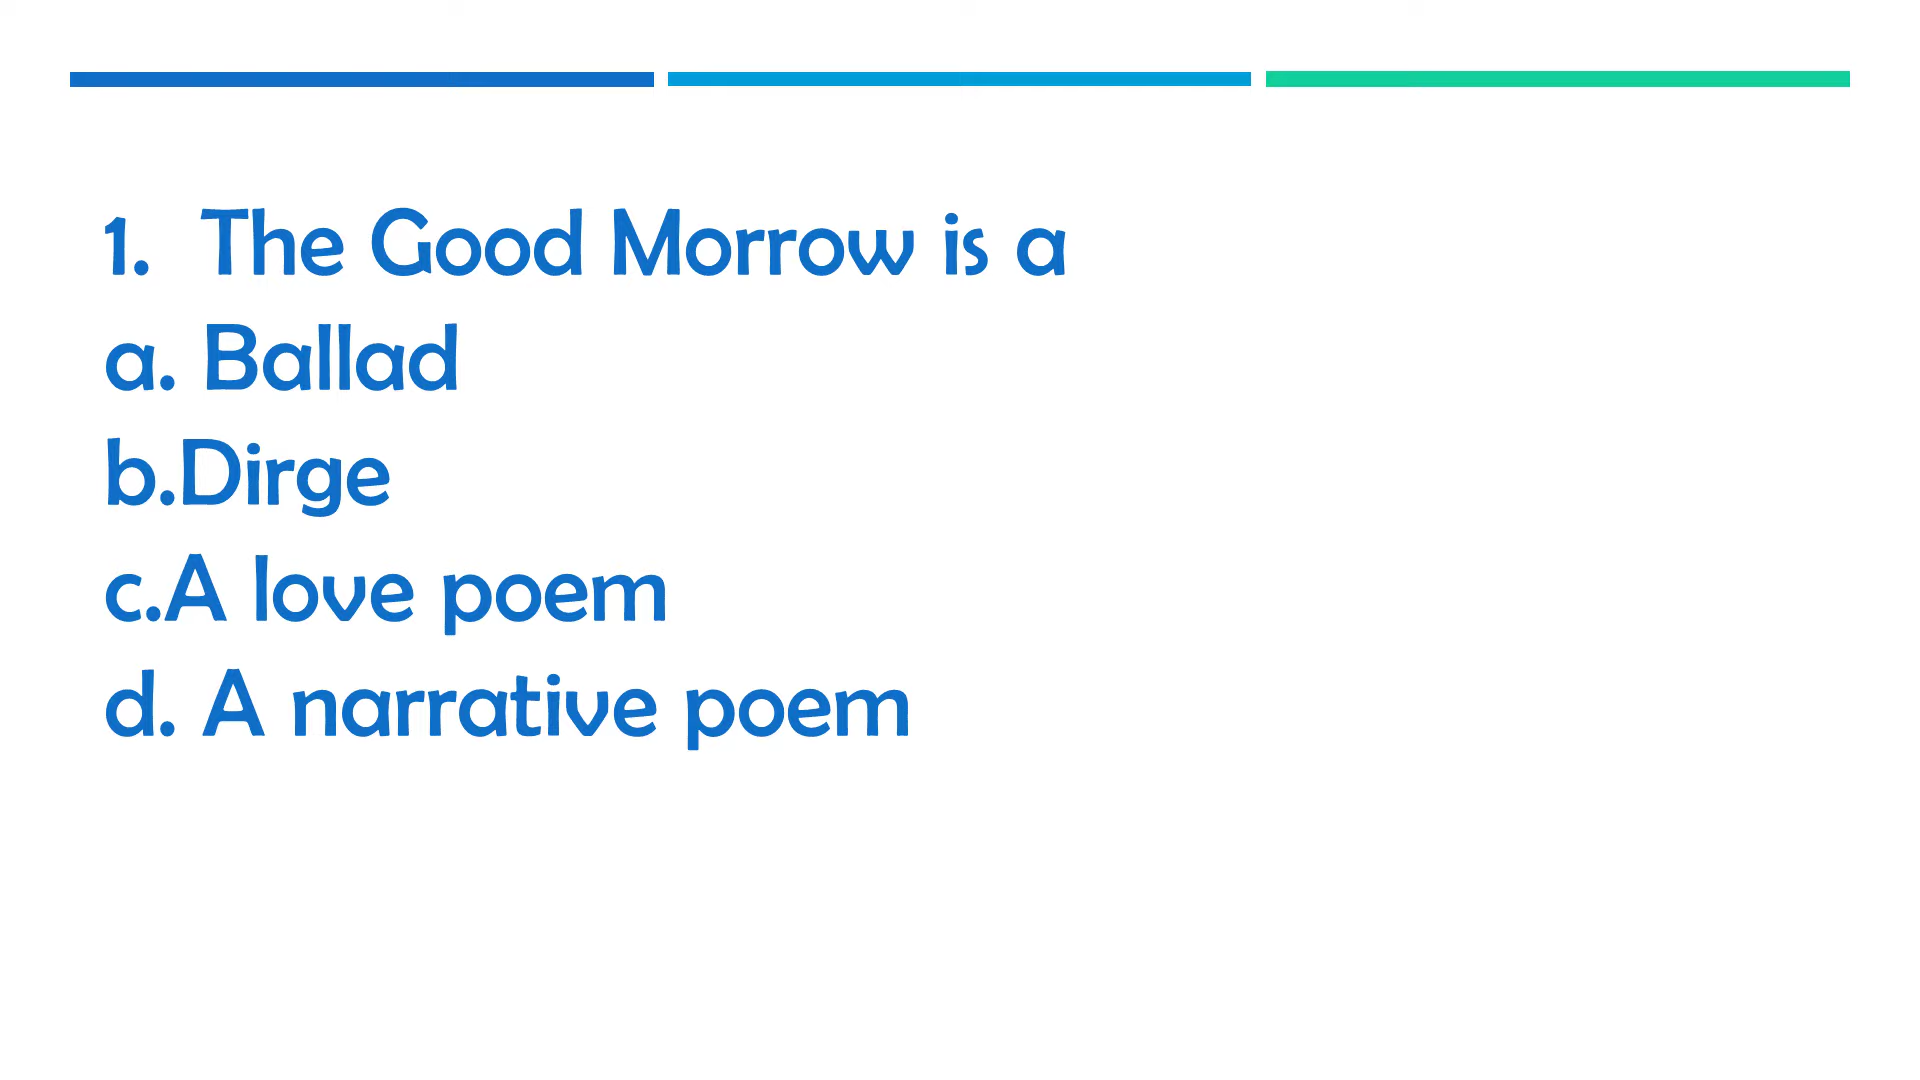 1. The Good Morrow is a
a. Ballad
b.Dirge
c.A love poem
d. A narrative poem